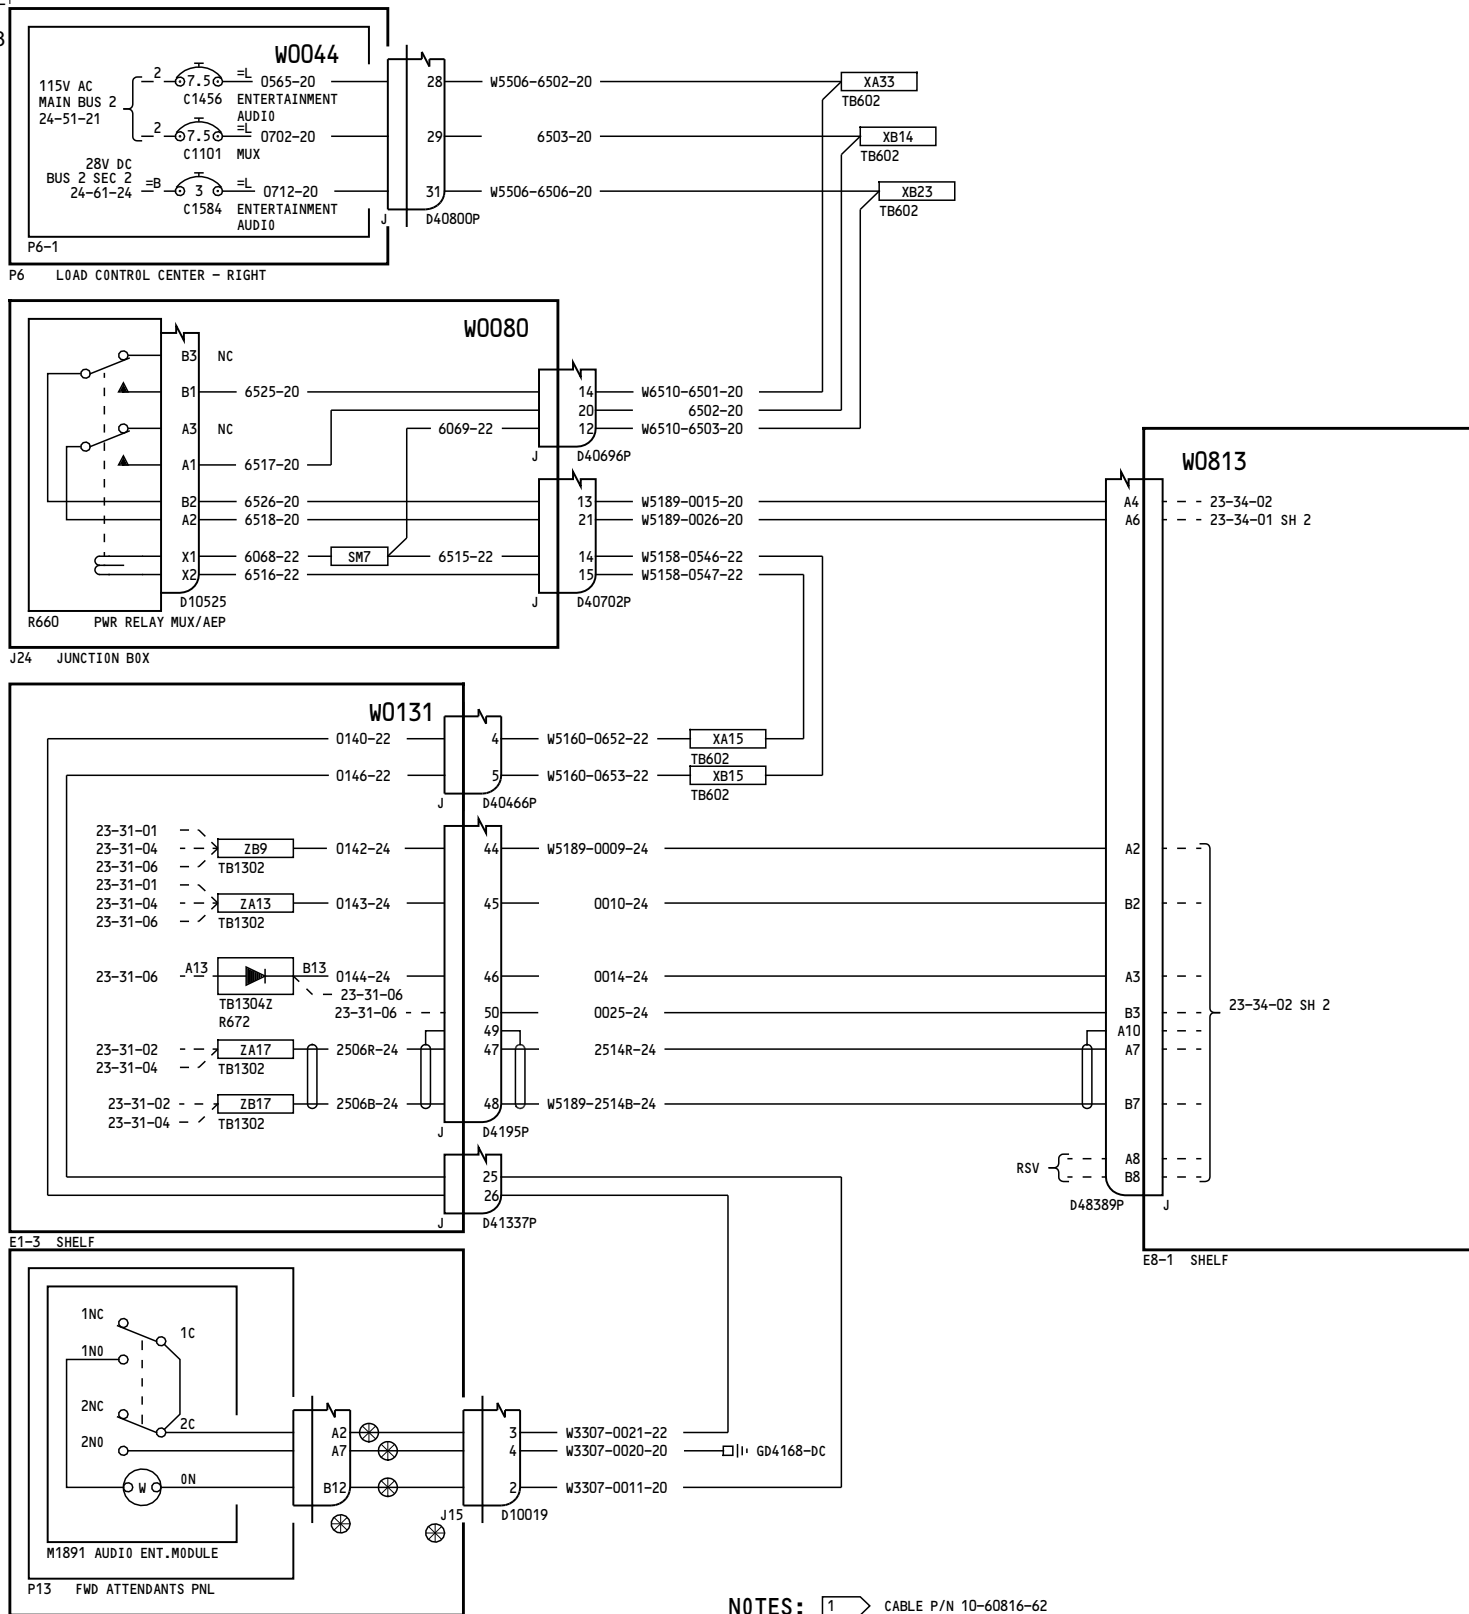 3
W0044
115V AC
MAIN BUS 2
24-51-21
2 7.5 =L 0565-20 28 W5506-6502-20 XA33
C1456 ENTERTAINMENT TB602
AUDIO
2 7.5 =L 0702-20 29 6503-20 XB14
C1101 MUX TB602
28V DC
BUS 2 SEC 2
24-61-24
=B 3 =L 0712-20 31 W5506-6506-20 XB23
C1584 ENTERTAINMENT J D40800P TB602
AUDIO
P6-1
P6 LOAD CONTROL CENTER - RIGHT
W0080
B3 NC
B1 6525-20 14 W6510-6501-20
20 6502-20
A3 NC 6069-22 12 W6510-6503-20
J D40696P
A1 6517-20
B2 6526-20 13 W5189-0015-20
A2 6518-20 21 W5189-0026-20
X1 6068-22 SM7 6515-22 14 W5158-0546-22
X2 6516-22 15 W5158-0547-22
D10525 J D40702P
R660 PWR RELAY MUX/AEP
J24 JUNCTION BOX
W0813
A4 23-34-02
A6 23-34-01 SH 2
W0131
0140-22 4 W5160-0652-22 XA15
TB602
0146-22 5 W5160-0653-22 XB15
J D40466P TB602
23-31-01
23-31-04 ZB9 0142-24 44 W5189-0009-24 A2
23-31-06 TB1302
23-31-01
23-31-04 ZA13 0143-24 45 0010-24 B2
23-31-06 TB1302
23-31-06 A13 B13 0144-24 46 0014-24 A3
23-31-06
TB1304Z
R672
23-31-06 50 0025-24 B3
23-34-02 SH 2
49 A10
23-31-02 ZA17 2506R-24 47 2514R-24 A7
23-31-04 TB1302
23-31-02 ZB17 2506B-24 48 W5189-2514B-24 B7
23-31-04 TB1302
J D4195P
RSV A8
B8
D48389P J
25
26
J D41337P
E1-3 SHELF
E8-1 SHELF
1NC
1C
1NO
2NC
2C A2 3 W3307-0021-22
2NO A7 4 W3307-0020-20 GD4168-DC
W ON B12 2 W3307-0011-20
J15 D10019
M1891 AUDIO ENT.MODULE
P13 FWD ATTENDANTS PNL
NOTES: 1 CABLE P/N 10-60816-62